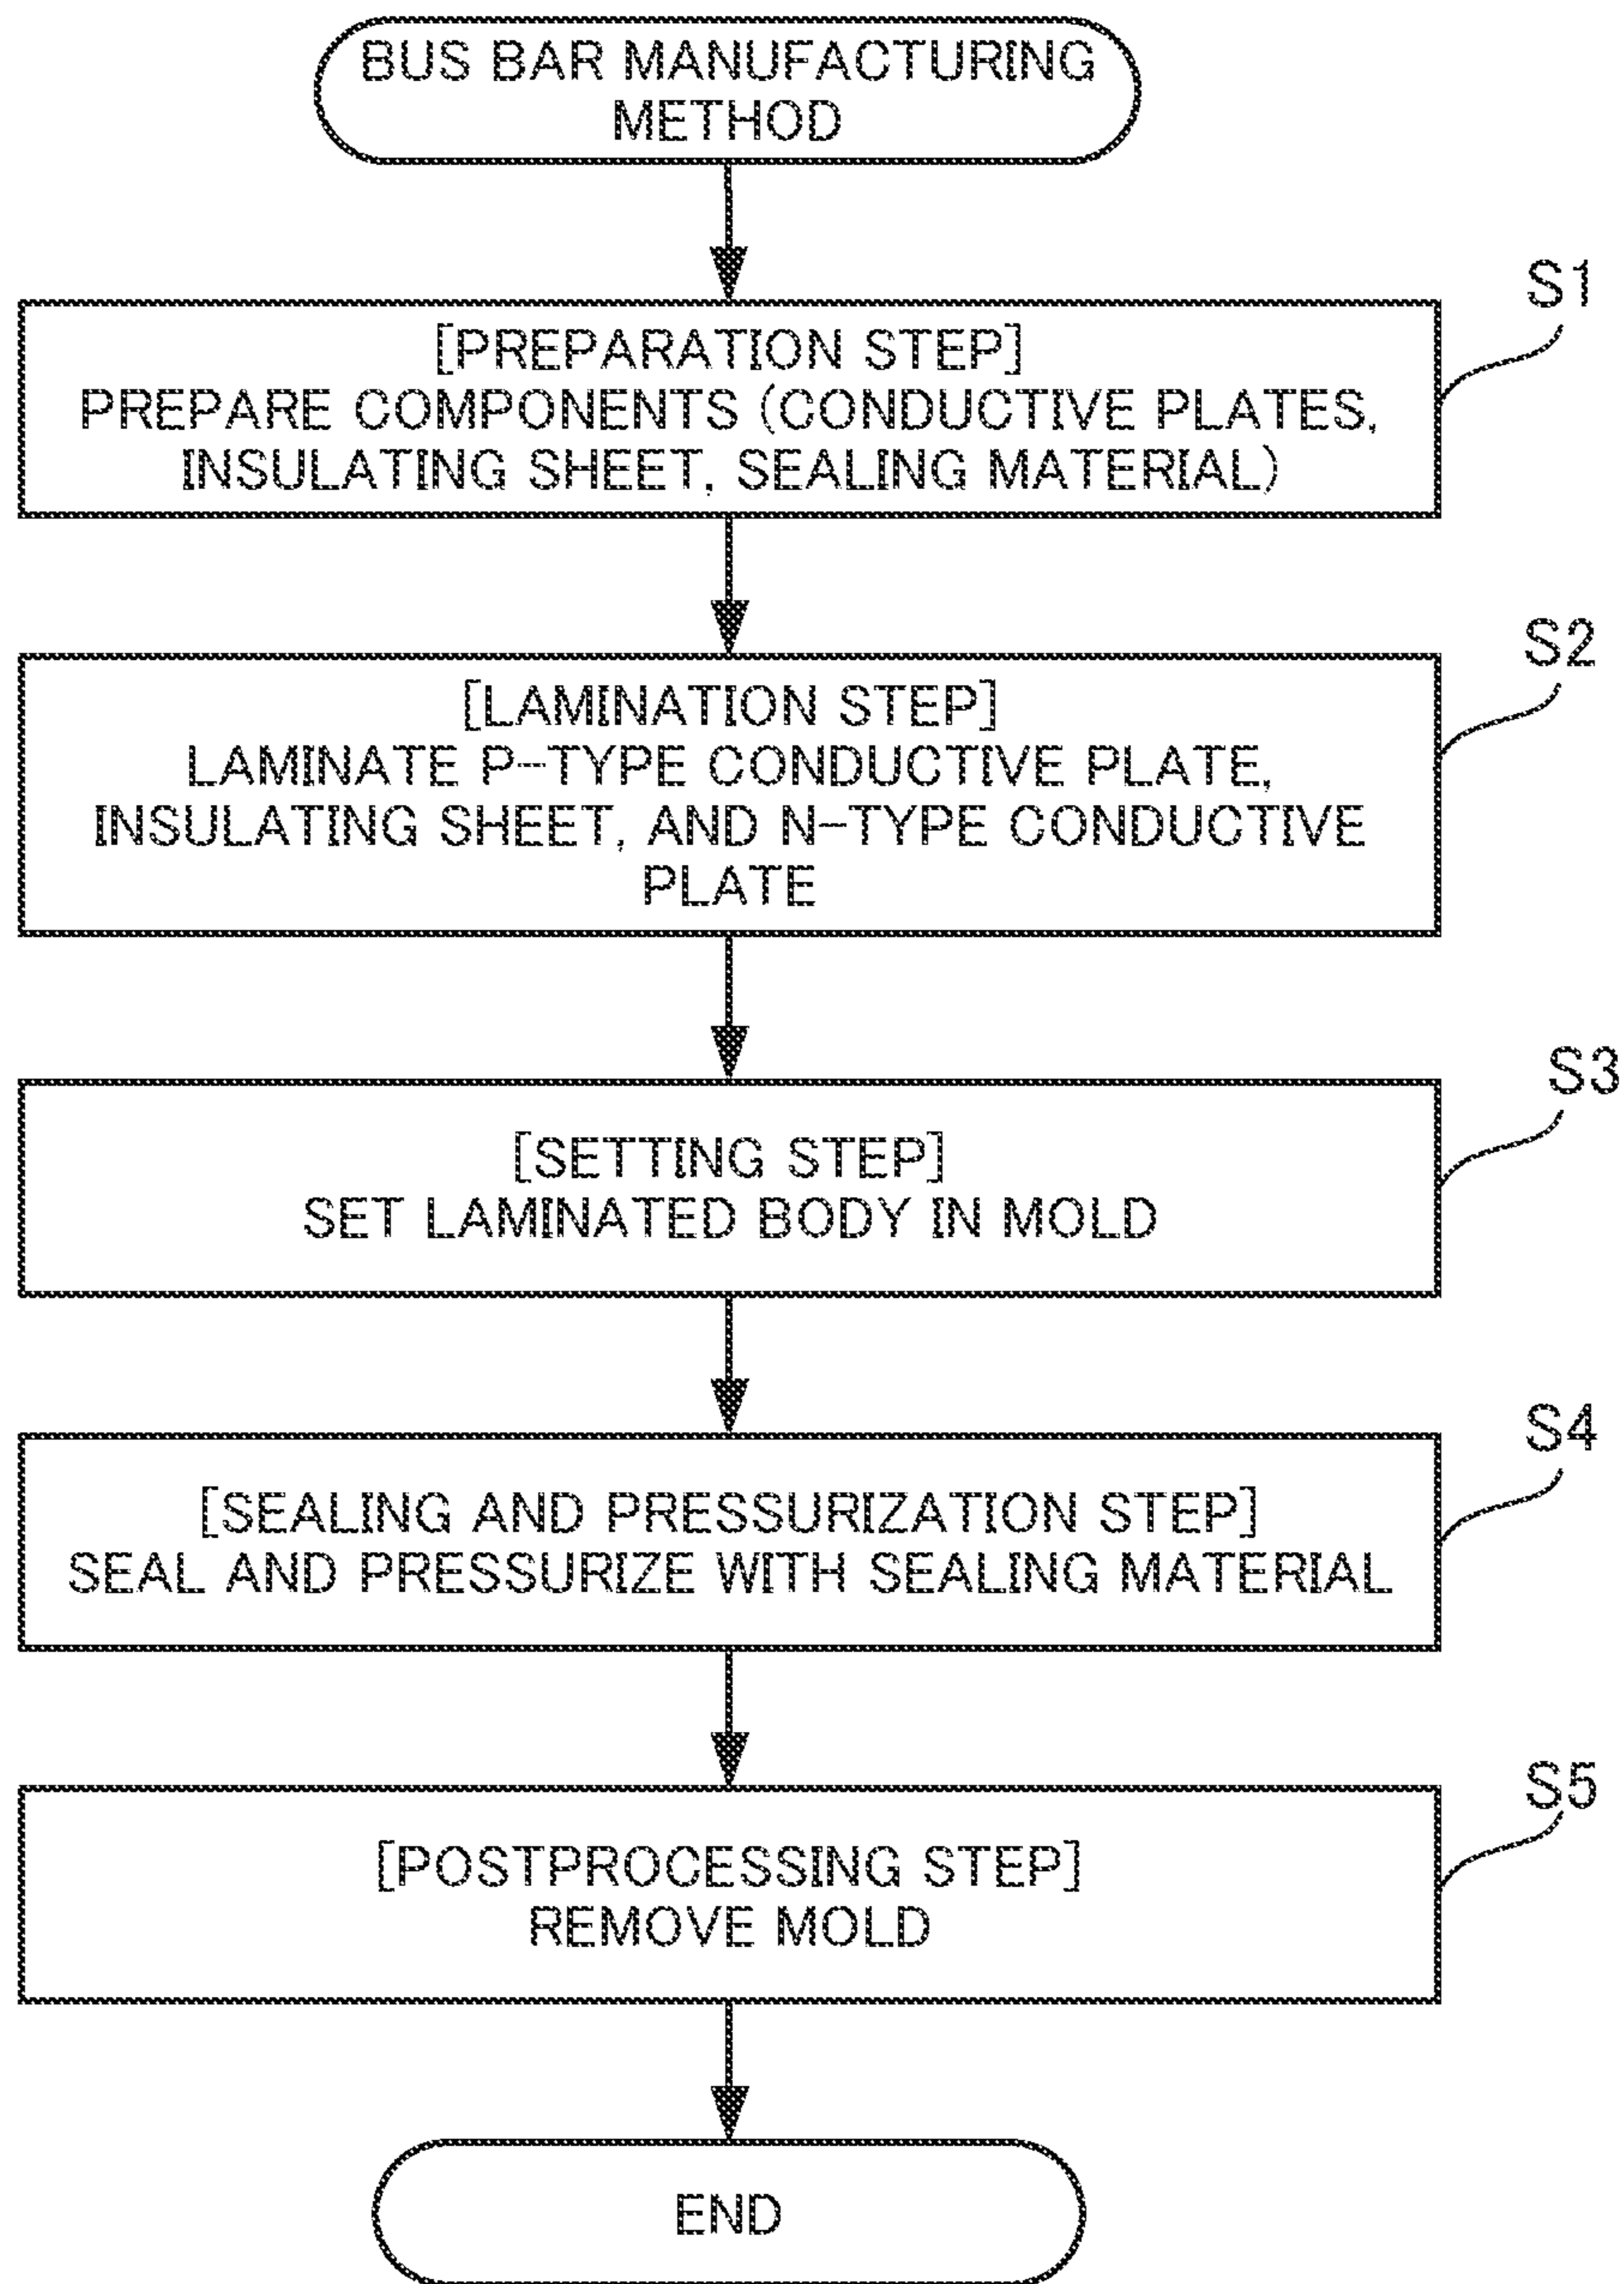 BUS BAR MANUFACTURING
METHOD
S1
[PREPARATION STEP]
PREPARE COMPONENTS (CONDUCTIVE PLATES,
INSULATING SHEET, SEALING MATERIAL)
S2
[LAMINATION STEP]
LAMINATE P-TYPE CONDUCTIVE PLATE,
INSULATING SHEET, AND N-TYPE CONDUCTIVE
PLATE
S3
[SETTING STEP]
SET LAMINATED BODY IN MOLD
S4
[SEALING AND PRESSURIZATION STEP]
SEAL AND PRESSURIZE WITH SEALING MATERIAL
S5
[POSTPROCESSING STEP]
REMOVE MOLD
END